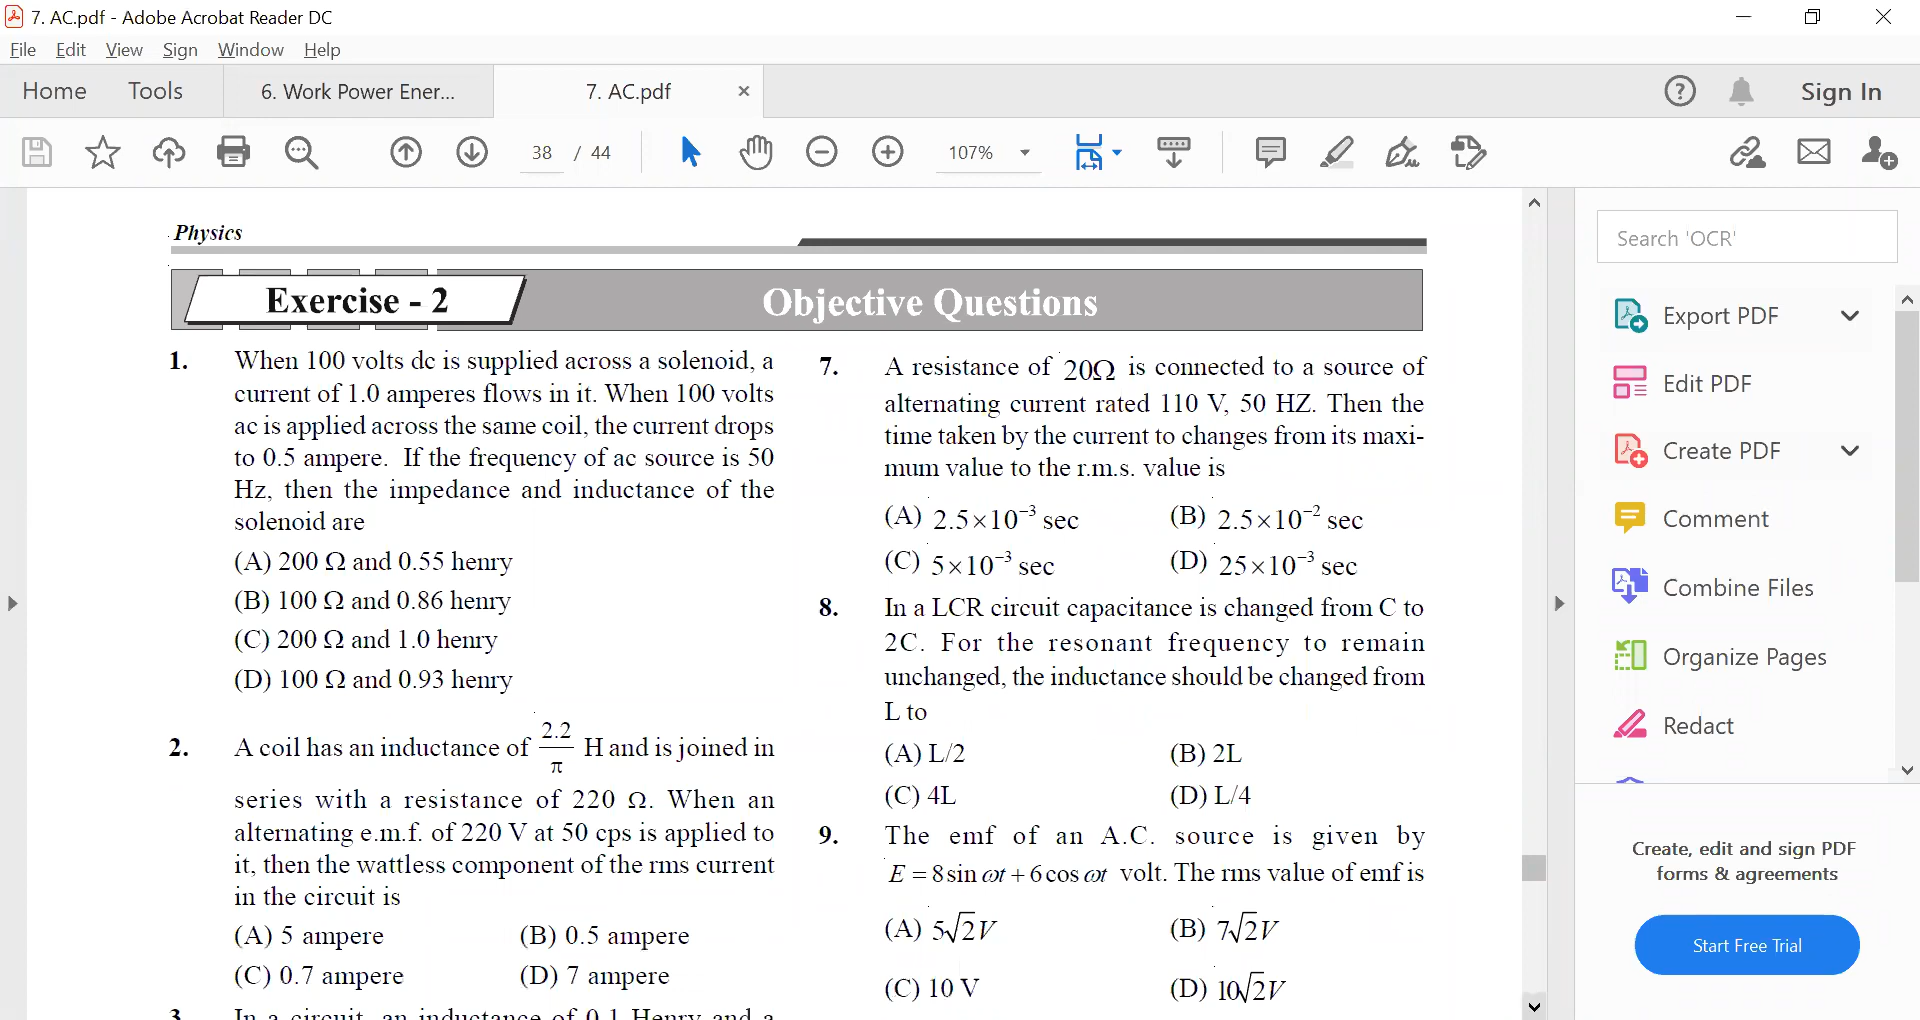 7. AC.pdf - Adobe Acrobat Reader DC
File Edit View Sign Window Help
Home Tools 6. Work Power Ener... 7. AC.pdf × Sign In
38 / 44 107%
Physics
Exercise - 2 Objective Questions
1. When 100 volts dc is supplied across a solenoid, a
current of 1.0 amperes flows in it. When 100 volts
ac is applied across the same coil, the current drops
to 0.5 ampere. If the frequency of ac source is 50
Hz, then the impedance and inductance of the
solenoid are
(A) 200 Ω and 0.55 henry
(B) 100 Ω and 0.86 henry
(C) 200 Ω and 1.0 henry
(D) 100 Ω and 0.93 henry
2. A coil has an inductance of 2.2/π H and is joined in
series with a resistance of 220 Ω. When an
alternating e.m.f. of 220 V at 50 cps is applied to
it, then the wattless component of the rms current
in the circuit is
(A) 5 ampere (B) 0.5 ampere
(C) 0.7 ampere (D) 7 ampere
3. In a circuit, an inductance of 0.1 Henry and a
7. A resistance of 20Ω is connected to a source of
alternating current rated 110 V, 50 HZ. Then the
time taken by the current to changes from its maxi-
mum value to the r.m.s. value is
(A) 2.5×10⁻³ sec (B) 2.5×10⁻² sec
(C) 5×10⁻³ sec (D) 25×10⁻³ sec
8. In a LCR circuit capacitance is changed from C to
2C. For the resonant frequency to remain
unchanged, the inductance should be changed from
L to
(A) L/2 (B) 2L
(C) 4L (D) L/4
9. The emf of an A.C. source is given by
E = 8 sin ωt + 6 cos ωt volt. The rms value of emf is
(A) 5√2V (B) 7√2V
(C) 10 V (D) 10√2V
Search 'OCR'
Export PDF
Edit PDF
Create PDF
Comment
Combine Files
Organize Pages
Redact
Create, edit and sign PDF
forms & agreements
Start Free Trial